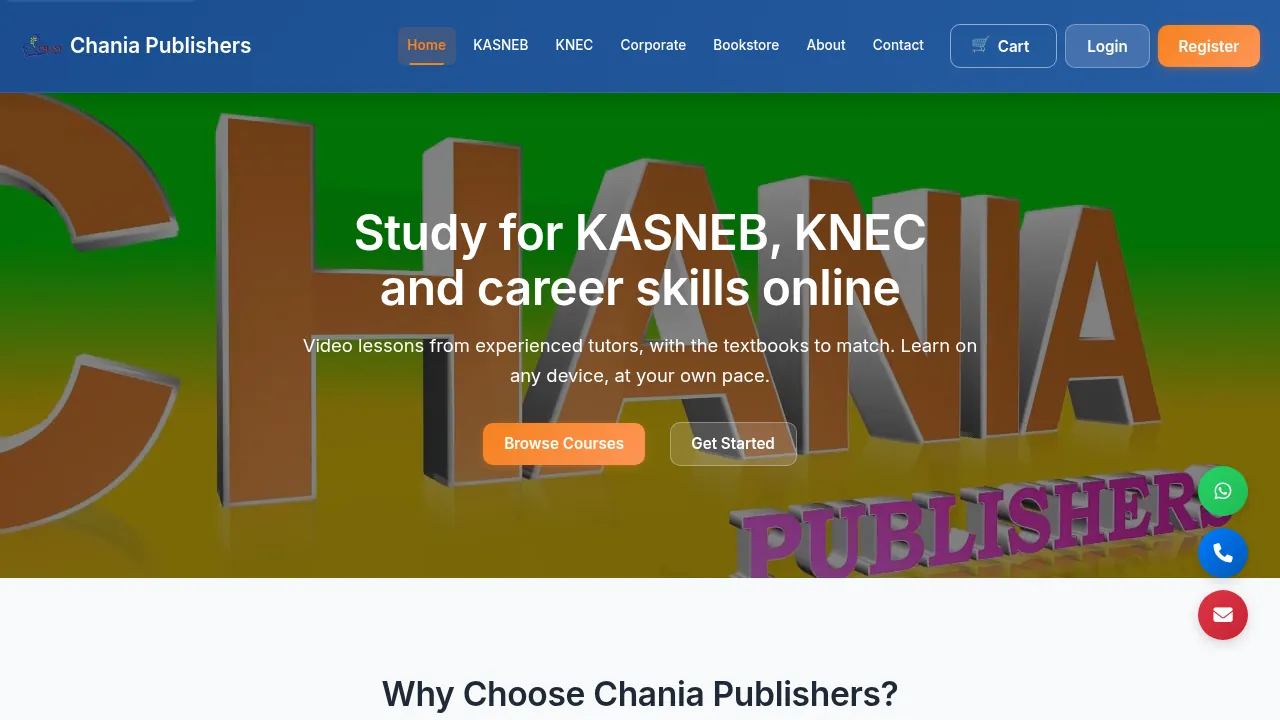 Chania Publishers
Home
KASNEB
KNEC
Corporate
Bookstore
About
Contact
Cart
Login
Register
CHANIA
Study for KASNEB, KNEC
and career skills online
Video lessons from experienced tutors, with the textbooks to match. Learn on
any device, at your own pace.
Browse Courses
Get Started
PUBLISHERS
Why Choose Chania Publishers?